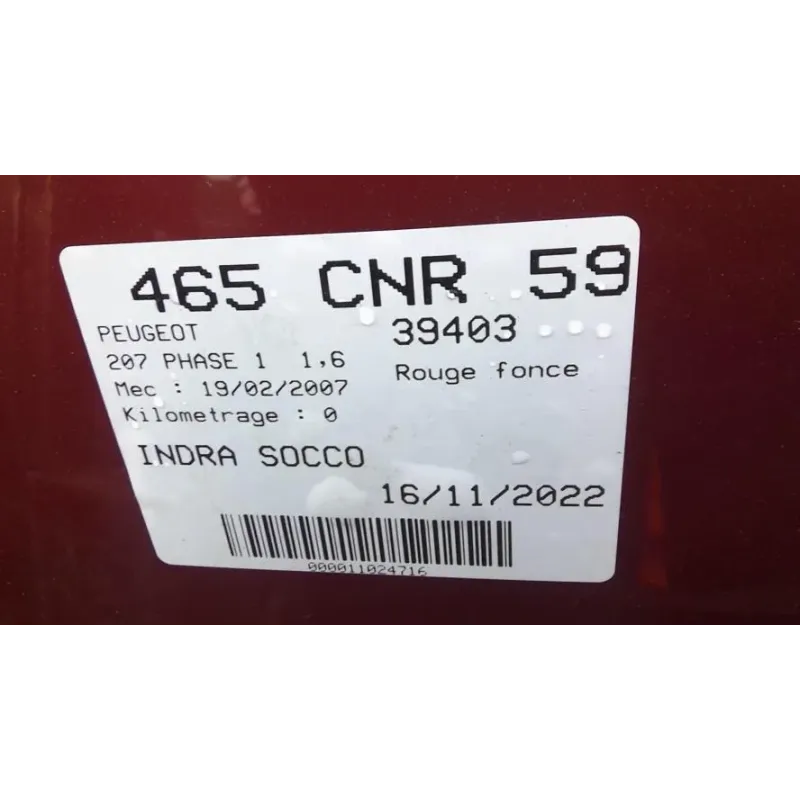 465 CNR 59
PEUGEOT 39403
207 PHASE 1 1,6
Rouge fonce
Mec : 19/02/2007
Kilometrage : 0
INDRA SOCCO
16/11/2022
000011024716